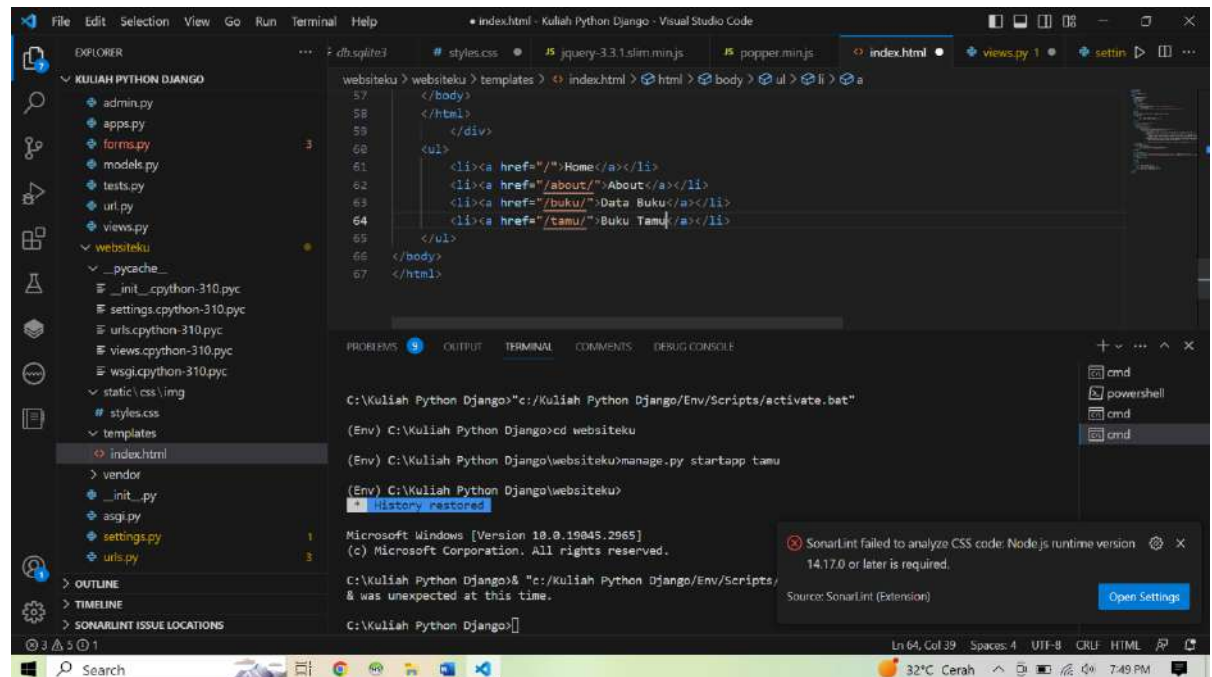 File Edit Selection View Go Run Terminal Help
● index.html - Kuliah Python Django - Visual Studio Code
EXPLORER
db.sqlite3 # styles.css ● JS jquery-3.3.1.slim.min.js JS popper.min.js <> index.html ● views.py 1 ● settin
KULIAH PYTHON DJANGO
websiteku > websiteku > templates > <> index.html > html > body > ul > li > a
admin.py
apps.py
forms.py 3
models.py
tests.py
url.py
views.py
websiteku
__pycache__
__init__.cpython-310.pyc
settings.cpython-310.pyc
urls.cpython-310.pyc
views.cpython-310.pyc
wsgi.cpython-310.pyc
static\css\img
# styles.css
templates
<> index.html
vendor
__init__.py
asgi.py
settings.py 1
urls.py 3
OUTLINE
TIMELINE
SONARLINT ISSUE LOCATIONS
57 </body>
58 </html>
59 </div>
60 <ul>
61 <li><a href="/">Home</a></li>
62 <li><a href="/about/">About</a></li>
63 <li><a href="/buku/">Data Buku</a></li>
64 <li><a href="/tamu/">Buku Tamu</a></li>
65 </ul>
66 </body>
67 </html>
PROBLEMS 9 OUTPUT TERMINAL COMMENTS DEBUG CONSOLE
cmd
powershell
cmd
cmd
C:\Kuliah Python Django>"c:/Kuliah Python Django/Env/Scripts/activate.bat"
(Env) C:\Kuliah Python Django>cd websiteku
(Env) C:\Kuliah Python Django\websiteku>manage.py startapp tamu
(Env) C:\Kuliah Python Django\websiteku>
* History restored
Microsoft Windows [Version 10.0.19045.2965]
(c) Microsoft Corporation. All rights reserved.
C:\Kuliah Python Django>& "c:/Kuliah Python Django/Env/Scripts/
& was unexpected at this time.
C:\Kuliah Python Django>
SonarLint failed to analyze CSS code: Node.js runtime version
14.17.0 or later is required.
Source: SonarLint (Extension)
Open Settings
3 5 1
Ln 64, Col 39 Spaces: 4 UTF-8 CRLF HTML
Search
32°C Cerah 7:49 PM